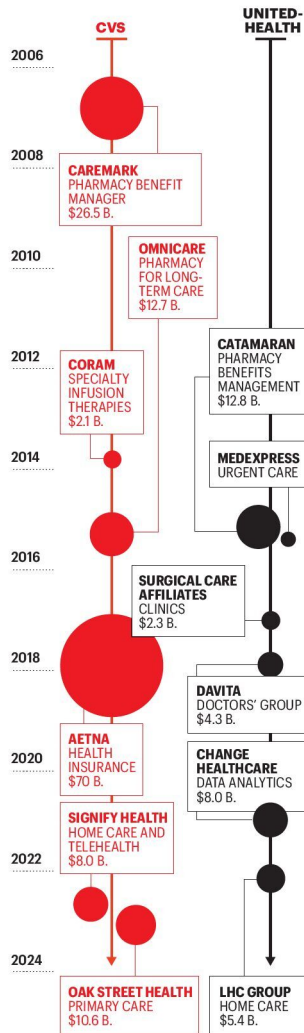 CVS
UNITED-
HEALTH
2006
2008
CAREMARK
PHARMACY BENEFIT
MANAGER
$26.5 B.
2010
OMNICARE
PHARMACY
FOR LONG-
TERM CARE
$12.7 B.
2012
CORAM
SPECIALTY
INFUSION
THERAPIES
$2.1 B.
CATAMARAN
PHARMACY
BENEFITS
MANAGEMENT
$12.8 B.
2014
MEDEXPRESS
URGENT CARE
2016
SURGICAL CARE
AFFILIATES
CLINICS
$2.3 B.
2018
DAVITA
DOCTORS’ GROUP
$4.3 B.
2020
AETNA
HEALTH
INSURANCE
$70 B.
CHANGE
HEALTHCARE
DATA ANALYTICS
$8.0 B.
SIGNIFY HEALTH
HOME CARE AND
TELEHEALTH
$8.0 B.
2022
2024
OAK STREET HEALTH
PRIMARY CARE
$10.6 B.
LHC GROUP
HOME CARE
$5.4 B.